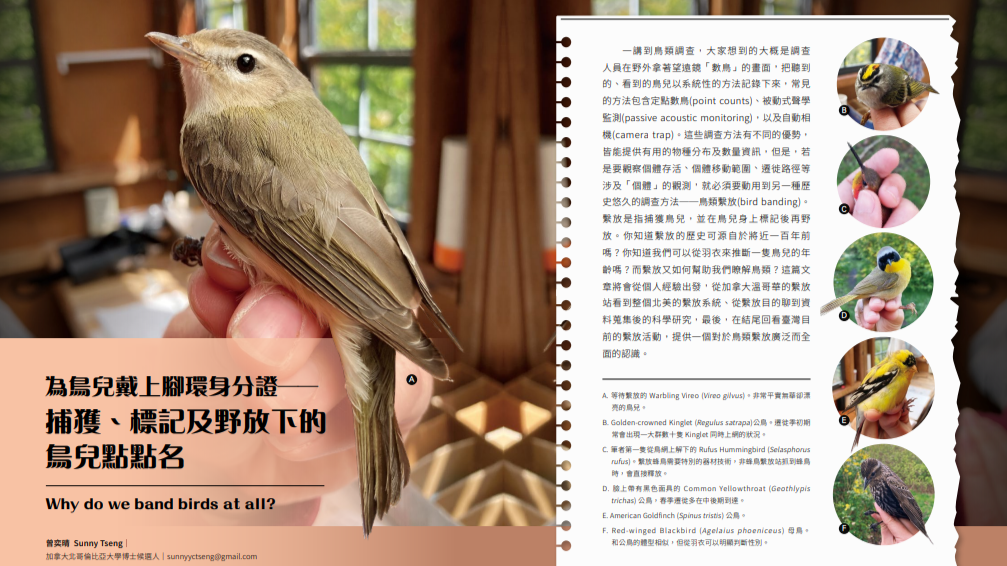 為鳥兒戴上腳環身分證——
捕獲、標記及野放下的
鳥兒點點名
Why do we band birds at all?
曾奕晴 Sunny Tseng｜
加拿大北哥倫比亞大學博士候選人｜sunnyyctseng@gmail.com
A
一講到鳥類調查，大家想到的大概是調查
人員在野外拿著望遠鏡「數鳥」的畫面，把聽到
的、看到的鳥兒以系統性的方法記錄下來，常見
的方法包含定點數鳥(point counts)、被動式聲學
監測(passive acoustic monitoring)，以及自動相
機(camera trap)。這些調查方法有不同的優勢，
皆能提供有用的物種分布及數量資訊，但是，若
是要觀察個體存活、個體移動範圍、遷徙路徑等
涉及「個體」的觀測，就必須要動用到另一種歷
史悠久的調查方法——鳥類繫放(bird banding)。
繫放是指捕獲鳥兒，並在鳥兒身上標記後再野
放。你知道繫放的歷史可源自於將近一百年前
嗎？你知道我們可以從羽衣來推斷一隻鳥兒的年
齡嗎？而繫放又如何幫助我們瞭解鳥類？這篇文
章將會從個人經驗出發，從加拿大溫哥華的繫放
站看到整個北美的繫放系統、從繫放目的聊到資
料蒐集後的科學研究，最後，在結尾回看臺灣目
前的繫放活動，提供一個對於鳥類繫放廣泛而全
面的認識。
A. 等待繫放的 Warbling Vireo (Vireo gilvus)。非常平實無華卻漂
亮的鳥兒。
B. Golden-crowned Kinglet (Regulus satrapa)公鳥。遷徙季初期
常會出現一大群數十隻 Kinglet 同時上網的狀況。
C. 筆者第一隻從鳥網上解下的 Rufus Hummingbird (Selasphorus
rufus)。繫放蜂鳥需要特別的器材技術，非蜂鳥繫放站抓到蜂鳥
時，會直接釋放。
D. 臉上帶有黑色面具的 Common Yellowthroat (Geothlypis
trichas) 公鳥，春季遷徙多在中後期到達。
E. American Goldfinch (Spinus tristis) 公鳥。
F. Red-winged Blackbird (Agelaius phoeniceus) 母鳥。
和公鳥的體型相似，但從羽衣可以明顯判斷性別。
B
C
D
E
F